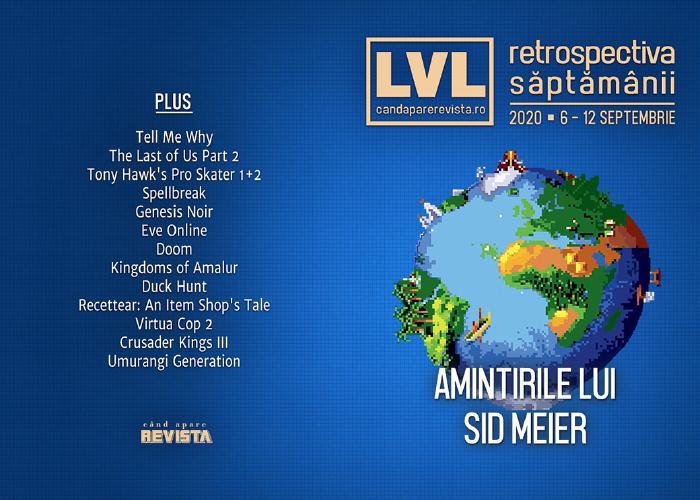 LVL
candaparerevista.ro
retrospectiva
săptămânii
2020 ▪ 6 - 12 SEPTEMBRIE
PLUS
Tell Me Why
The Last of Us Part 2
Tony Hawk's Pro Skater 1+2
Spellbreak
Genesis Noir
Eve Online
Doom
Kingdoms of Amalur
Duck Hunt
Recettear: An Item Shop's Tale
Virtua Cop 2
Crusader Kings III
Umurangi Generation
când apare
REVISTA
AMINTIRILE LUI
SID MEIER